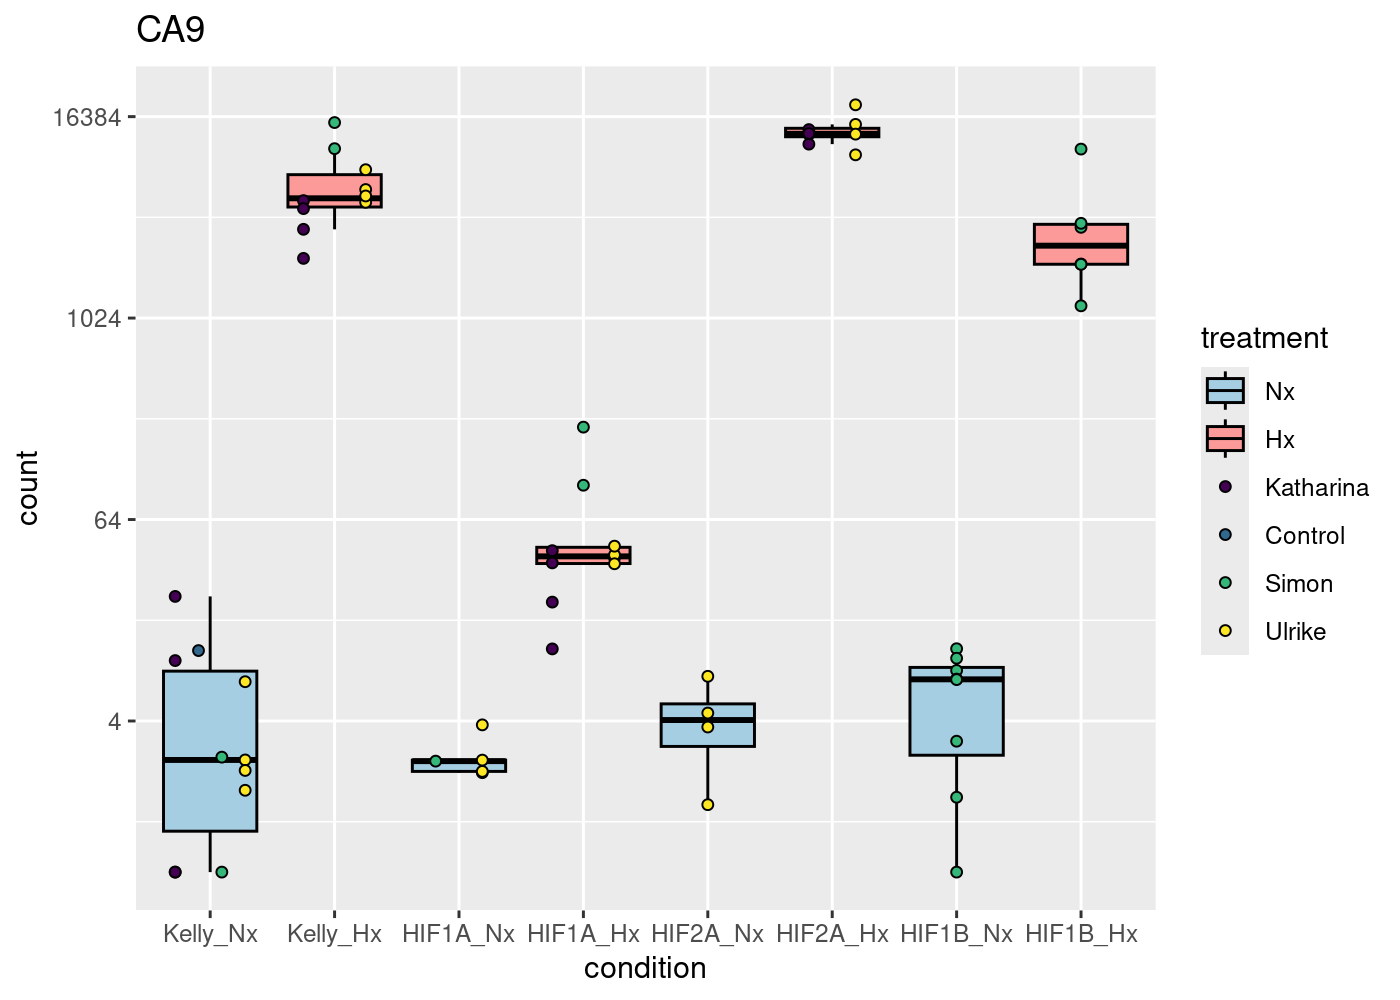 CA9
16384
1024
64
4
count
Kelly_Nx Kelly_Hx HIF1A_Nx HIF1A_Hx HIF2A_Nx HIF2A_Hx HIF1B_Nx HIF1B_Hx
condition
treatment
Nx
Hx
Katharina
Control
Simon
Ulrike